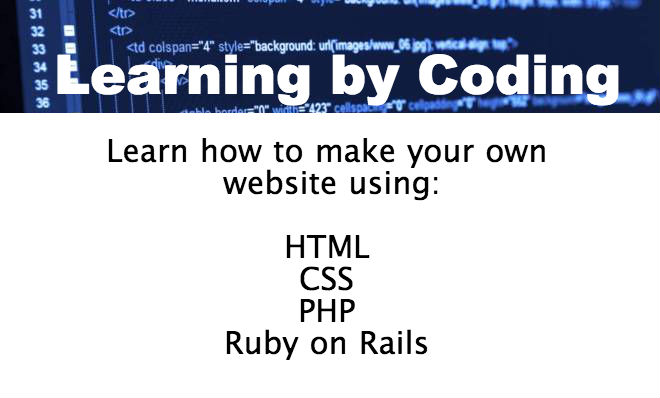 31 </tr>
32 <tr>
33 <td colspan="4" style="background: url('images/www_06.jpg'); vertical-align: top;">
34 <div>
Learning by Coding
35
36 <table border="0" width="423" cellspacing="0" cellpadding="0"
Learn how to make your own
website using:
HTML
CSS
PHP
Ruby on Rails